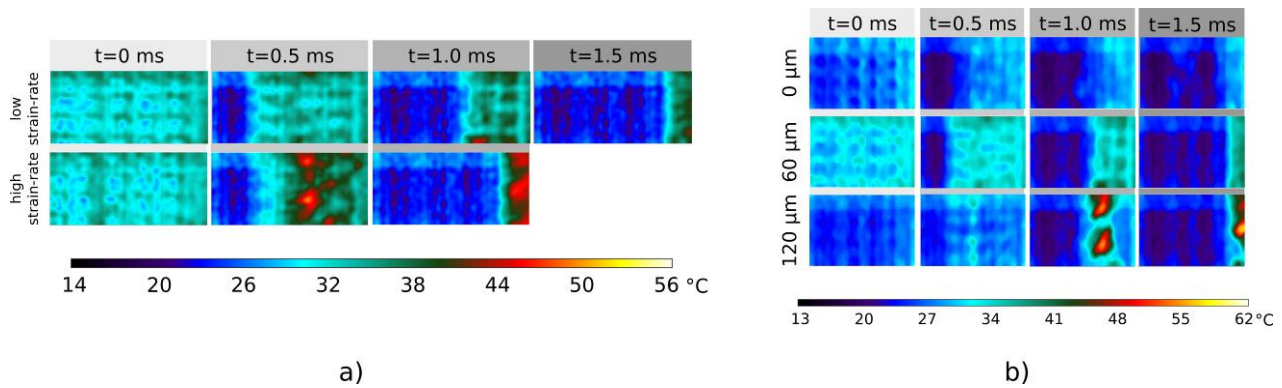 t=0 ms t=0.5 ms t=1.0 ms t=1.5 ms
low
strain-rate
high
strain-rate
14 20 26 32 38 44 50 56 °C
a)
t=0 ms t=0.5 ms t=1.0 ms t=1.5 ms
0 μm
60 μm
120 μm
13 20 27 34 41 48 55 62 °C
b)